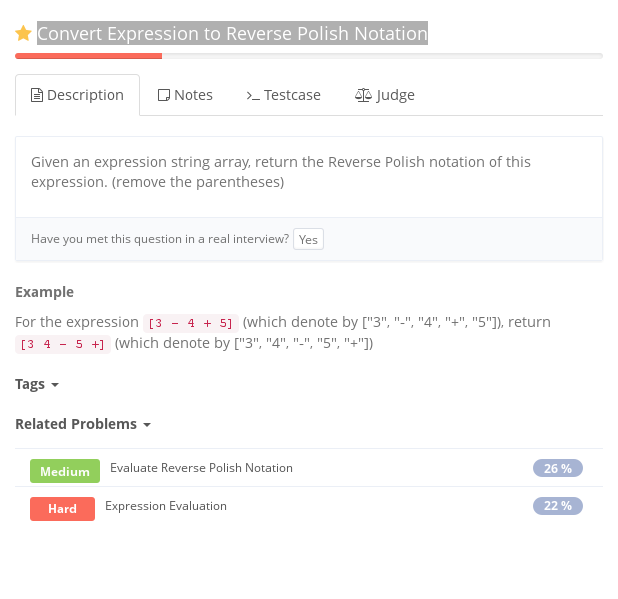 Convert Expression to Reverse Polish Notation
Description Notes Testcase Judge
Given an expression string array, return the Reverse Polish notation of this
expression. (remove the parentheses)
Have you met this question in a real interview? Yes
Example
For the expression [3 – 4 + 5] (which denote by ["3", "-", "4", "+", "5"]), return
[3 4 – 5 +] (which denote by ["3", "4", "-", "5", "+"])
Tags
Related Problems
Medium Evaluate Reverse Polish Notation 26 %
Hard Expression Evaluation 22 %